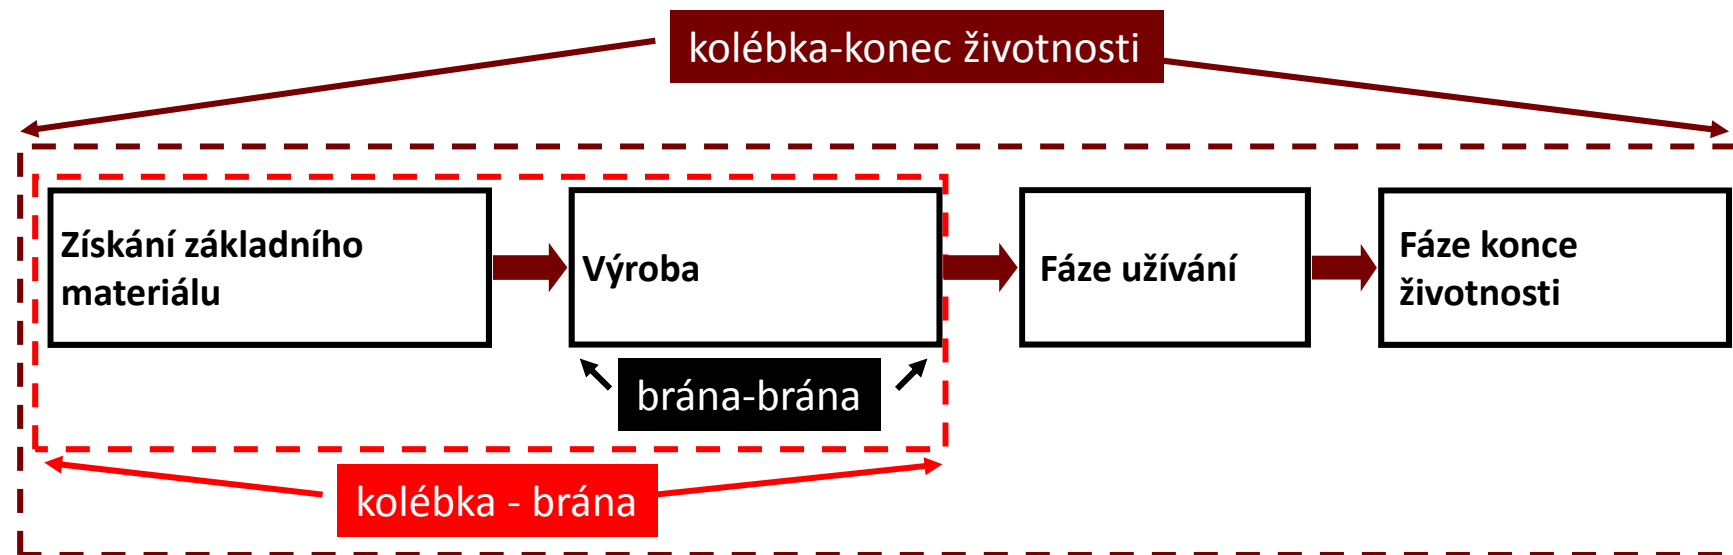 kolébka-konec životnosti
Získání základního
materiálu
Výroba
Fáze užívání
Fáze konce
životnosti
brána-brána
kolébka - brána